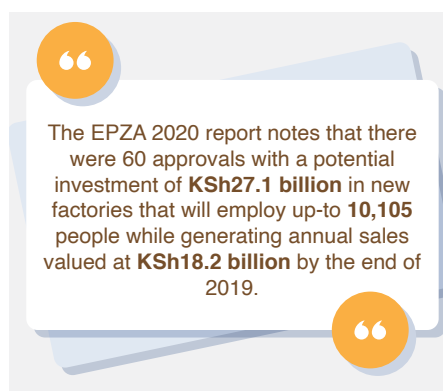 The EPZA 2020 report notes that there
were 60 approvals with a potential
investment of KSh27.1 billion in new
factories that will employ up-to 10,105
people while generating annual sales
valued at KSh18.2 billion by the end of
2019.